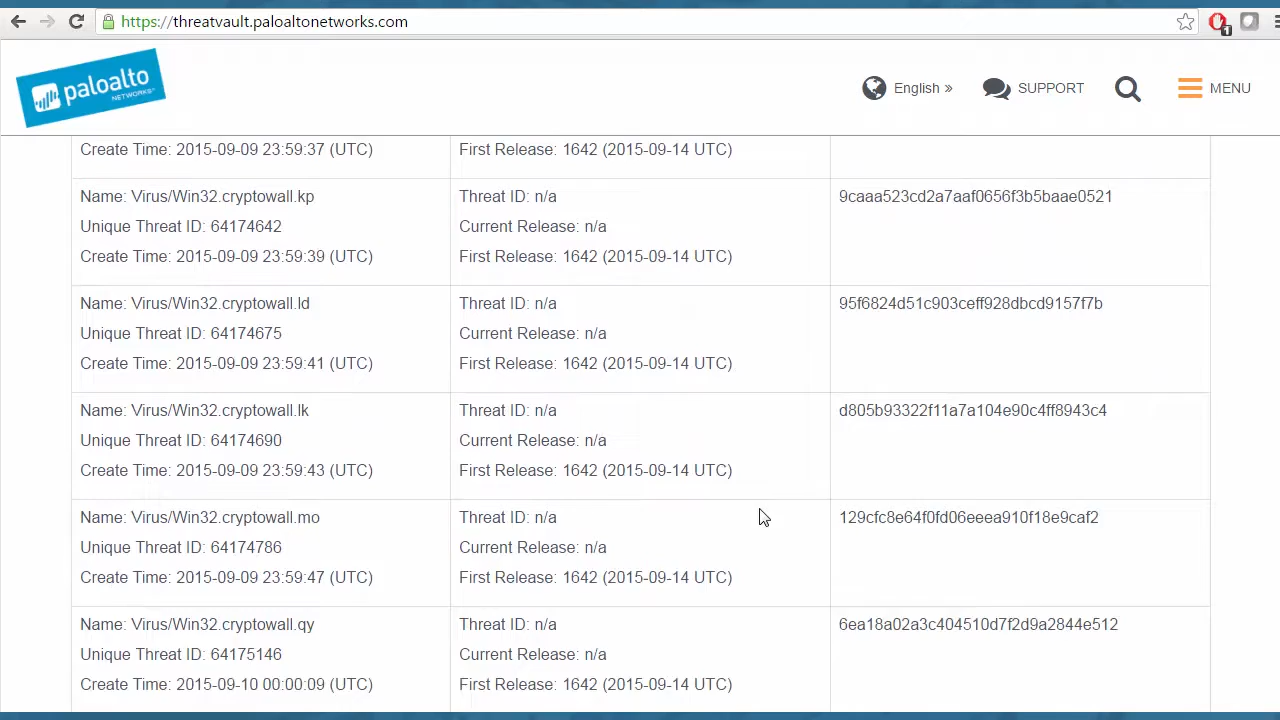 https://threatvault.paloaltonetworks.com
1
paloalto
NETWORKS
English »
SUPPORT
MENU
Create Time: 2015-09-09 23:59:37 (UTC)
First Release: 1642 (2015-09-14 UTC)
Name: Virus/Win32.cryptowall.kp
Threat ID: n/a
9caaa523cd2a7aaf0656f3b5baae0521
Unique Threat ID: 64174642
Current Release: n/a
Create Time: 2015-09-09 23:59:39 (UTC)
First Release: 1642 (2015-09-14 UTC)
Name: Virus/Win32.cryptowall.ld
Threat ID: n/a
95f6824d51c903ceff928dbcd9157f7b
Unique Threat ID: 64174675
Current Release: n/a
Create Time: 2015-09-09 23:59:41 (UTC)
First Release: 1642 (2015-09-14 UTC)
Name: Virus/Win32.cryptowall.lk
Threat ID: n/a
d805b93322f11a7a104e90c4ff8943c4
Unique Threat ID: 64174690
Current Release: n/a
Create Time: 2015-09-09 23:59:43 (UTC)
First Release: 1642 (2015-09-14 UTC)
Name: Virus/Win32.cryptowall.mo
Threat ID: n/a
129cfc8e64f0fd06eeea910f18e9caf2
Unique Threat ID: 64174786
Current Release: n/a
Create Time: 2015-09-09 23:59:47 (UTC)
First Release: 1642 (2015-09-14 UTC)
Name: Virus/Win32.cryptowall.qy
Threat ID: n/a
6ea18a02a3c404510d7f2d9a2844e512
Unique Threat ID: 64175146
Current Release: n/a
Create Time: 2015-09-10 00:00:09 (UTC)
First Release: 1642 (2015-09-14 UTC)